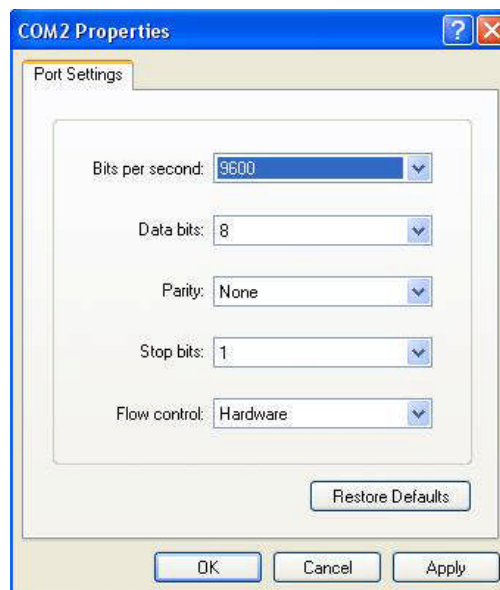 COM2 Properties
Port Settings
Bits per second: 9600
Data bits: 8
Parity: None
Stop bits: 1
Flow control: Hardware
Restore Defaults
OK Cancel Apply